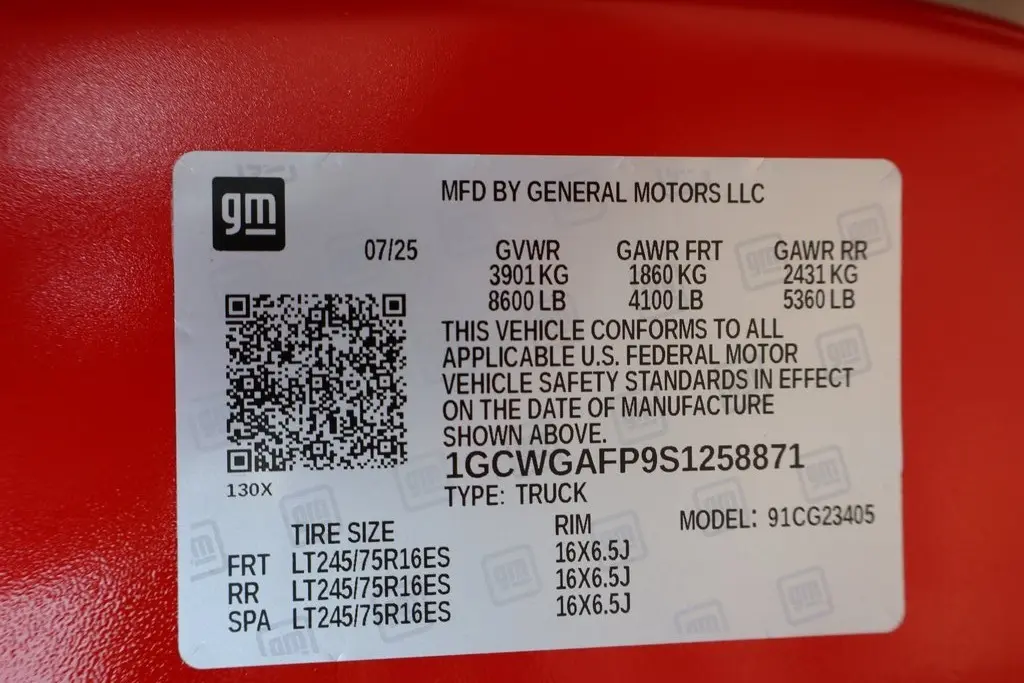 gm
MFD BY GENERAL MOTORS LLC
07/25 GVWR GAWR FRT GAWR RR
3901 KG 1860 KG 2431 KG
8600 LB 4100 LB 5360 LB
THIS VEHICLE CONFORMS TO ALL
APPLICABLE U.S. FEDERAL MOTOR
VEHICLE SAFETY STANDARDS IN EFFECT
ON THE DATE OF MANUFACTURE
SHOWN ABOVE.
1GCWGAFP9S1258871
130X
TYPE: TRUCK
MODEL: 91CG23405
TIRE SIZE RIM
FRT LT245/75R16ES 16X6.5J
RR LT245/75R16ES 16X6.5J
SPA LT245/75R16ES 16X6.5J